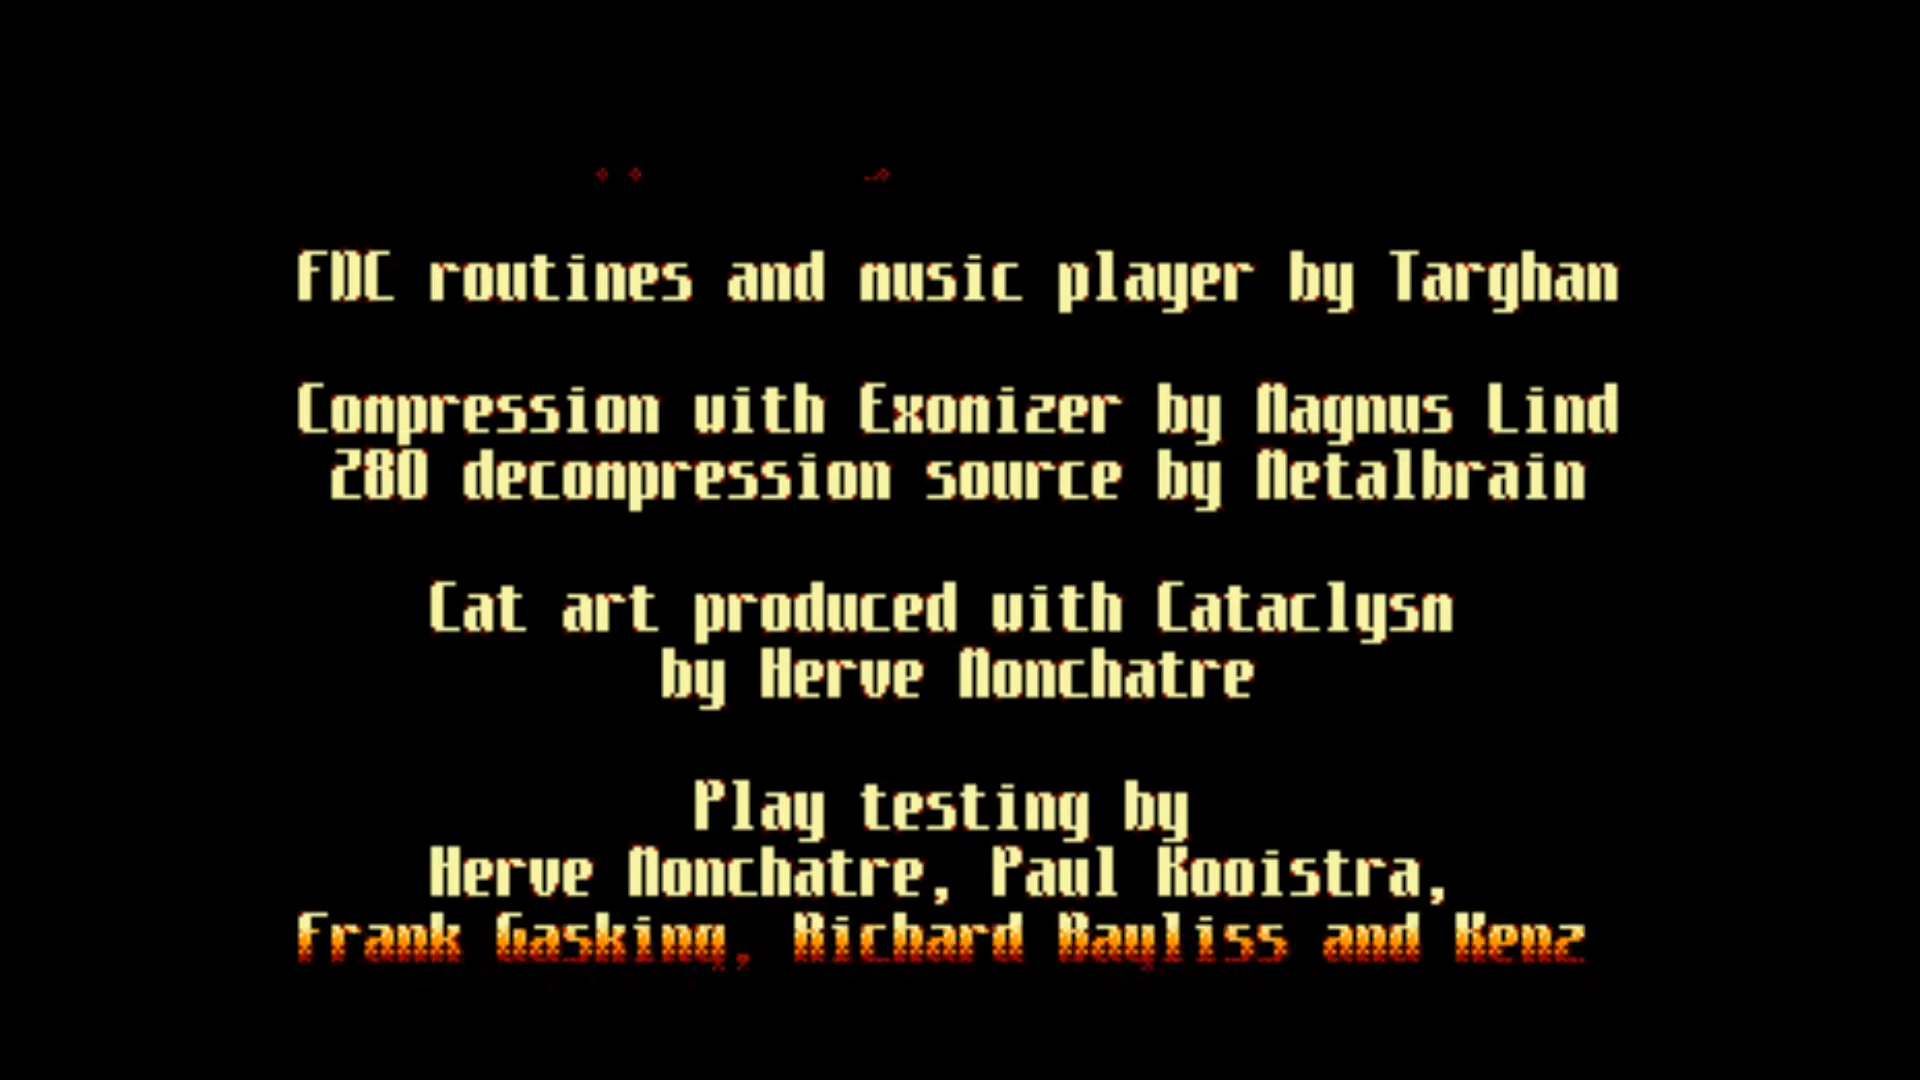 FDC routines and music player by Targhan
Compression with Exomizer by Magnus Lind
Z80 decompression source by Metalbrain
Cat art produced with Cataclysm
by Herve Monchatre
Play testing by
Herve Monchatre, Paul Kooistra,
Frank Gasking, Richard Bayliss and Kenz